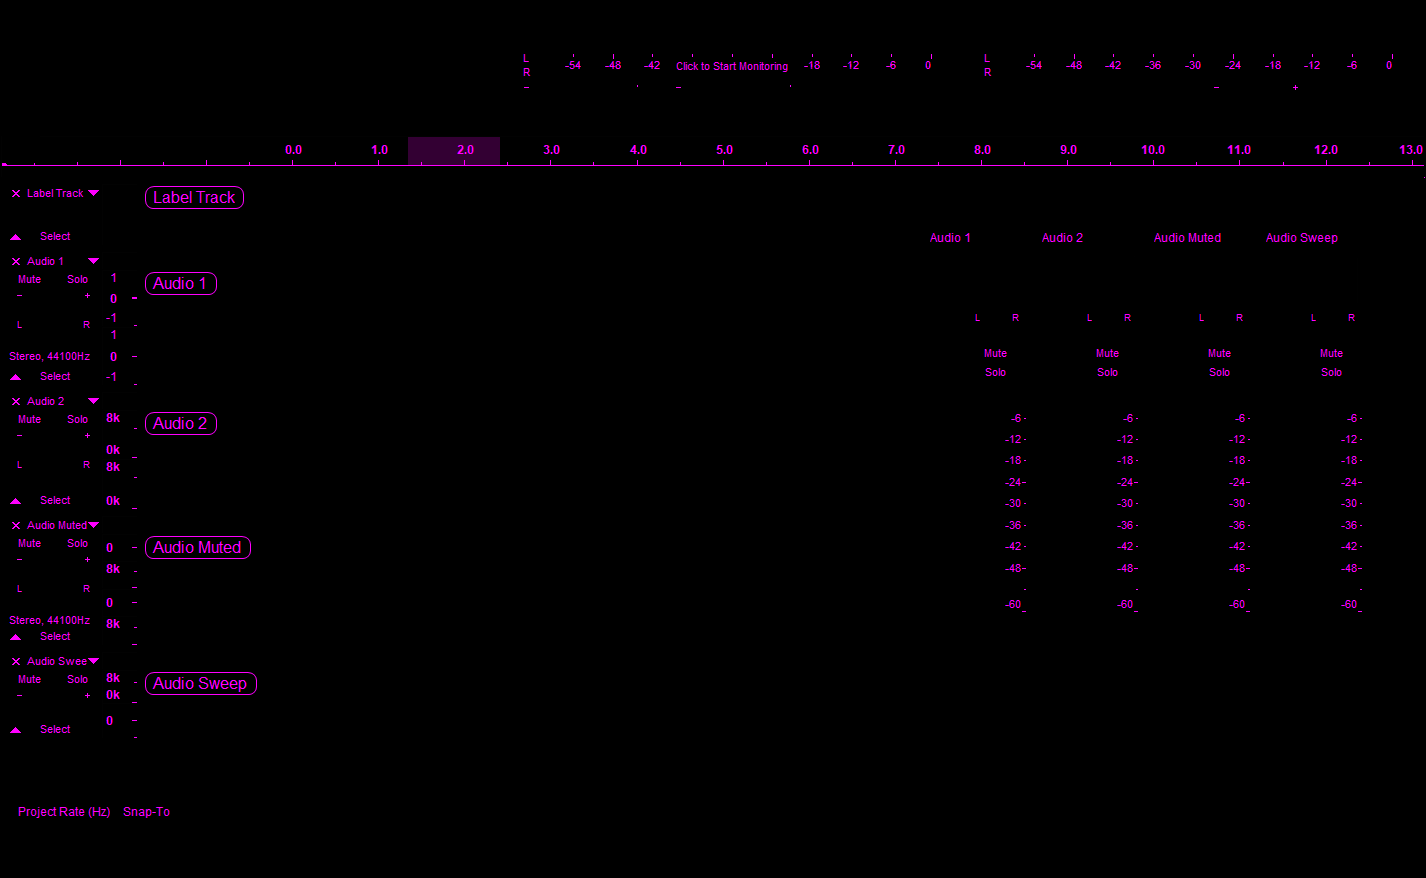 L -54 -48 -42 Click to Start Monitoring -18 -12 -6 0 L -54 -48 -42 -36 -30 -24 -18 -12 -6 0
R R
- - - +
0.0 1.0 2.0 3.0 4.0 5.0 6.0 7.0 8.0 9.0 10.0 11.0 12.0 13.0
× Label Track Label Track
Select Audio 1 Audio 2 Audio Muted Audio Sweep
× Audio 1
Mute Solo 1 Audio 1
- + 0
-1 L R L R L R L R
L R
1
Stereo, 44100Hz 0 Mute Mute Mute Mute
Select -1 Solo Solo Solo Solo
× Audio 2
Mute Solo 8k Audio 2 -6 -6 -6 -6
- + -12 -12 -12 -12
0k
L R 8k -18 -18 -18 -18
-24 -24 -24 -24
Select 0k -30 -30 -30 -30
× Audio Muted -36 -36 -36 -36
Mute Solo 0 Audio Muted -42 -42 -42 -42
- +
8k -48 -48 -48 -48
L R
0 -60 -60 -60 -60
Stereo, 44100Hz 8k
Select
× Audio Swee
Mute Solo 8k Audio Sweep
- + 0k
0
Select
Project Rate (Hz) Snap-To